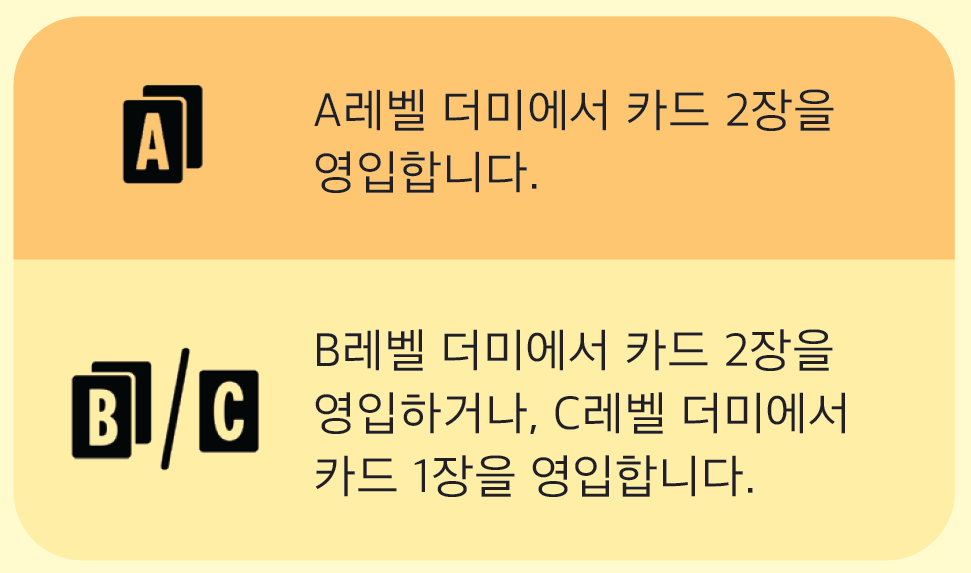 A
A레벨 더미에서 카드 2장을
영입합니다.
B/C
B레벨 더미에서 카드 2장을
영입하거나, C레벨 더미에서
카드 1장을 영입합니다.